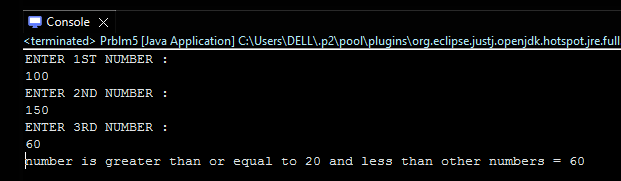 Console
<terminated> Prblm5 [Java Application] C:\Users\DELL\.p2\pool\plugins\org.eclipse.justj.openjdk.hotspot.jre.full
ENTER 1ST NUMBER :
100
ENTER 2ND NUMBER :
150
ENTER 3RD NUMBER :
60
number is greater than or equal to 20 and less than other numbers = 60